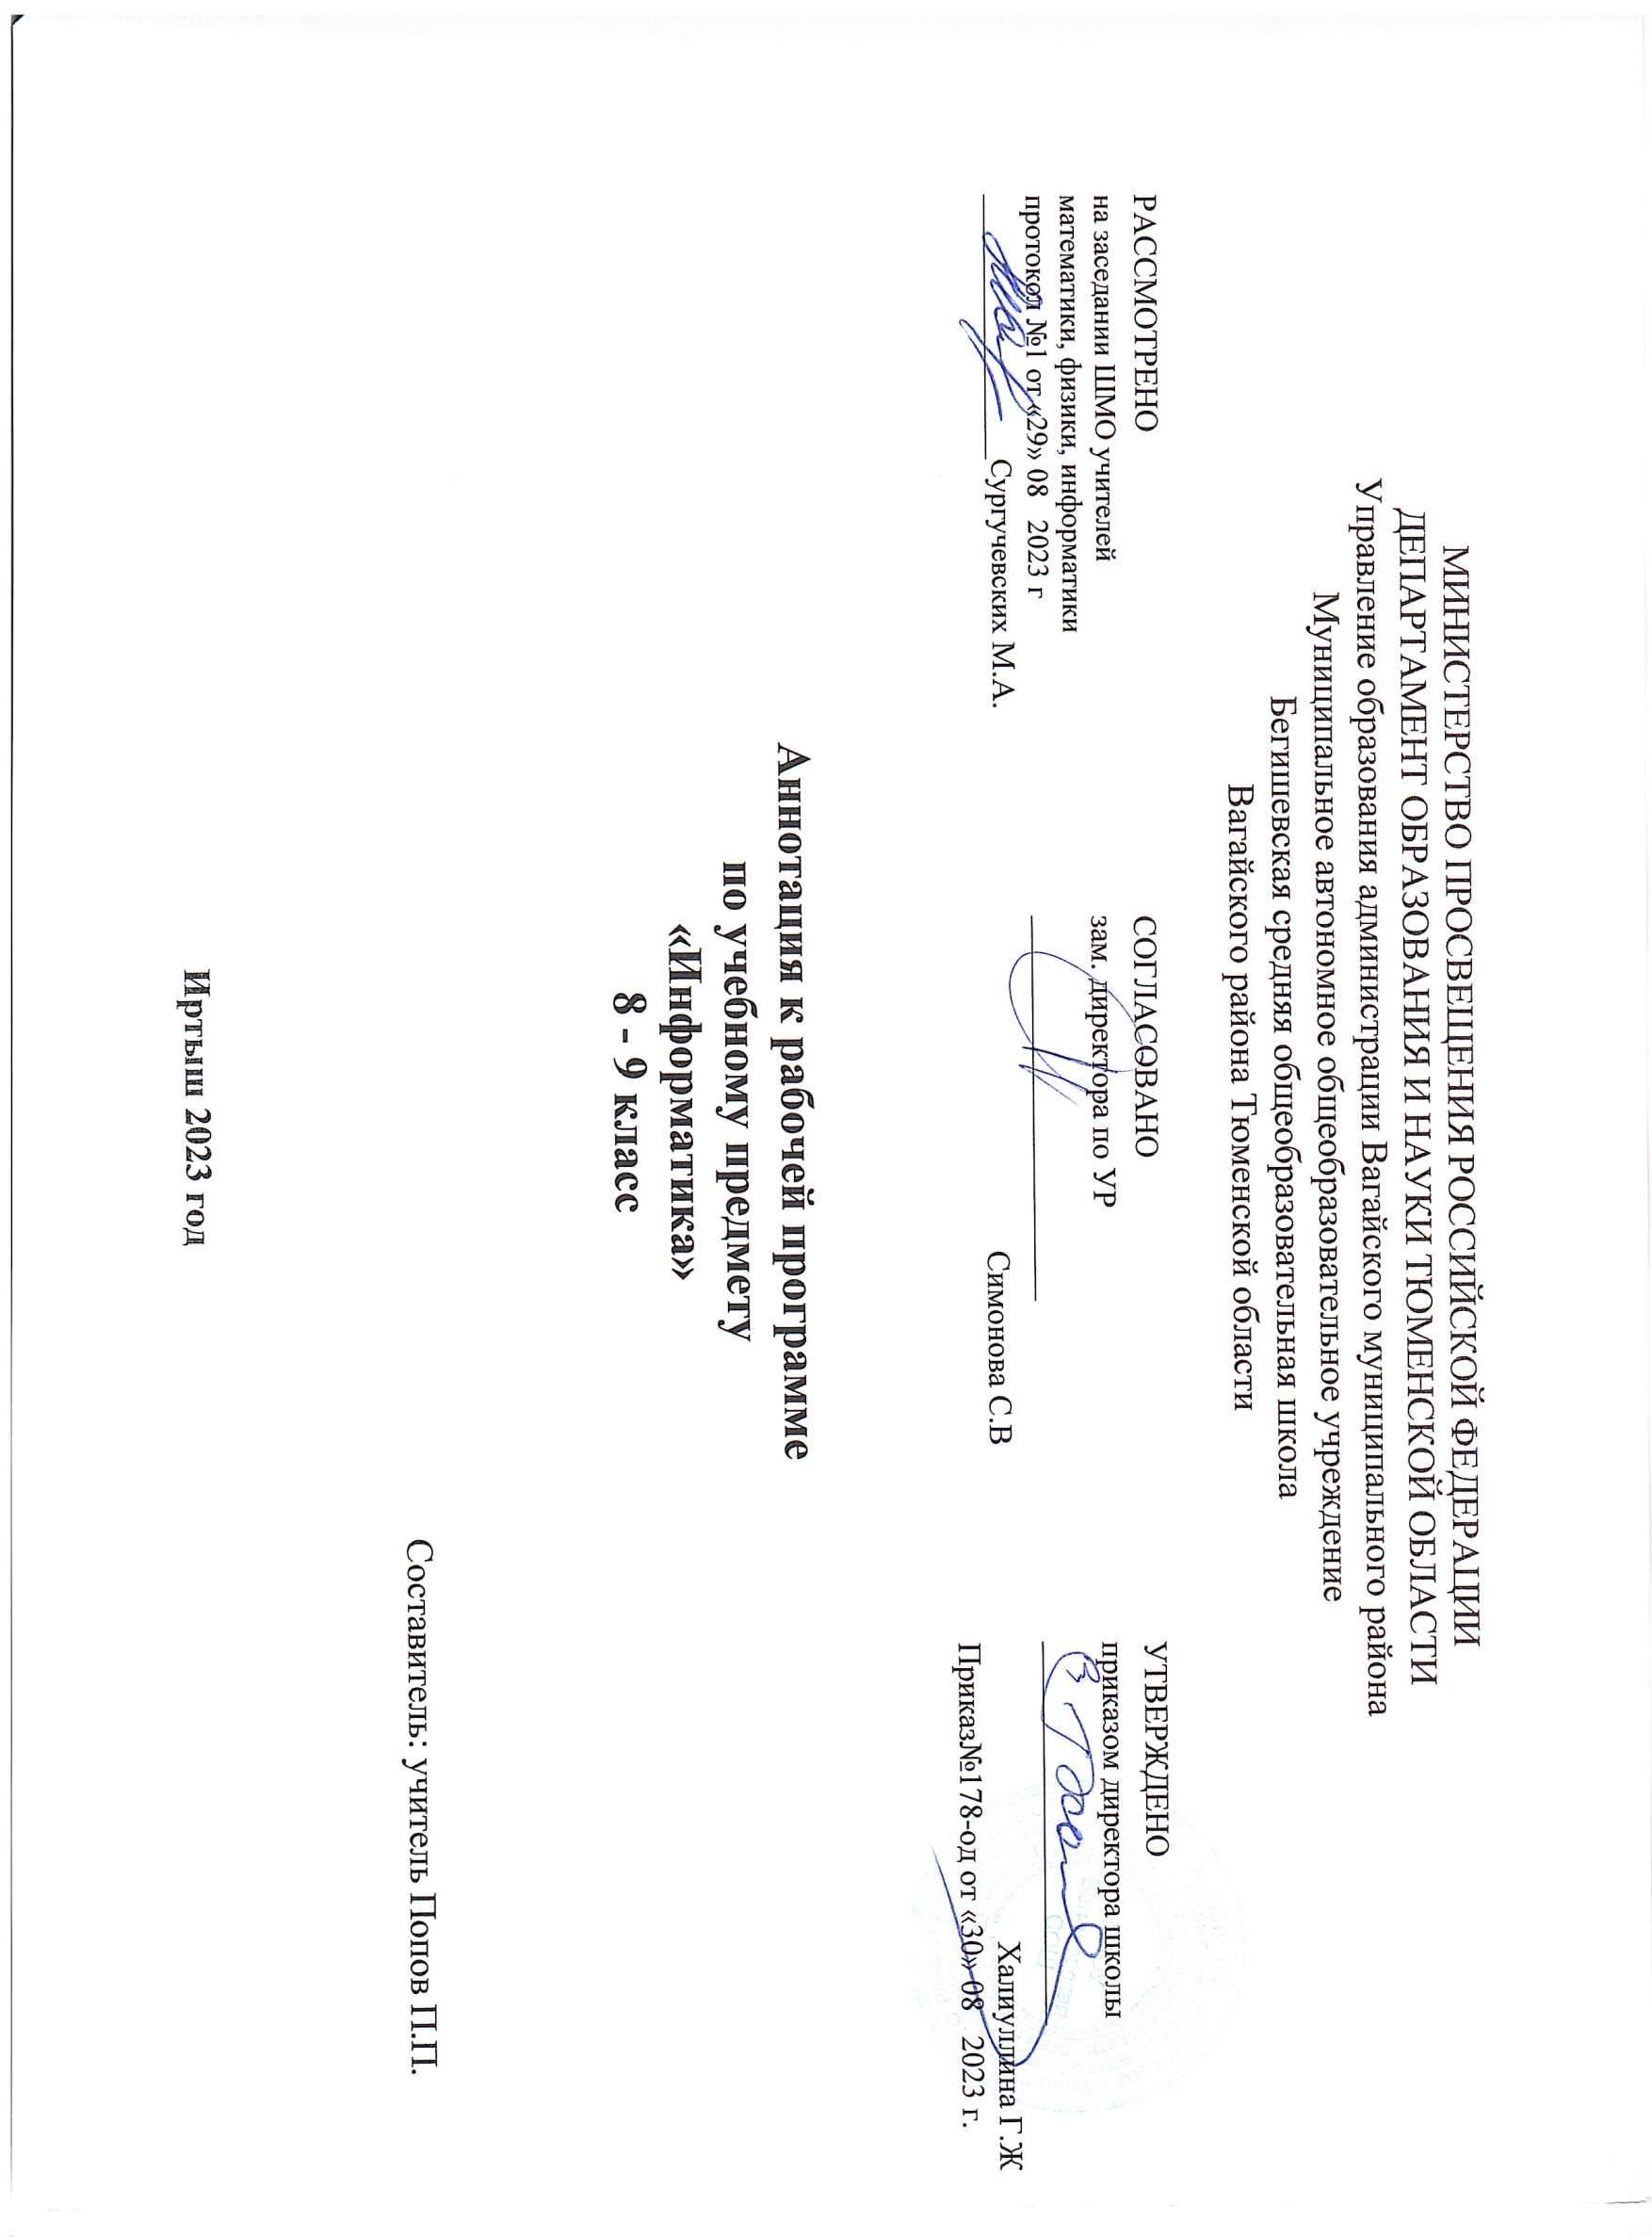 МИНИСТЕРСТВО ПРОСВЕЩЕНИЯ РОССИЙСКОЙ ФЕДЕРАЦИИ
ДЕПАРТАМЕНТ ОБРАЗОВАНИЯ И НАУКИ ТЮМЕНСКОЙ ОБЛАСТИ
Управление образования администрации Вагайского муниципального района
Муниципальное автономное общеобразовательное учреждение
Бегишевская средняя общеобразовательная школа
Вагайского района Тюменской области
РАССМОТРЕНО
на заседании ШМО учителей
математики, физики, информатики
протокол №1 от «29» 08 2023 г
Сургучевских М.А.
СОГЛАСОВАНО
зам. директора по УР
Симонова С.В
УТВЕРЖДЕНО
приказом директора школы
Халиуллина Г.Ж
Приказ№178-од от «30» 08 2023 г.
Аннотация к рабочей программе
по учебному предмету
«Информатика»
8 - 9 класс
Составитель: учитель Попов П.П.
Иртыш 2023 год